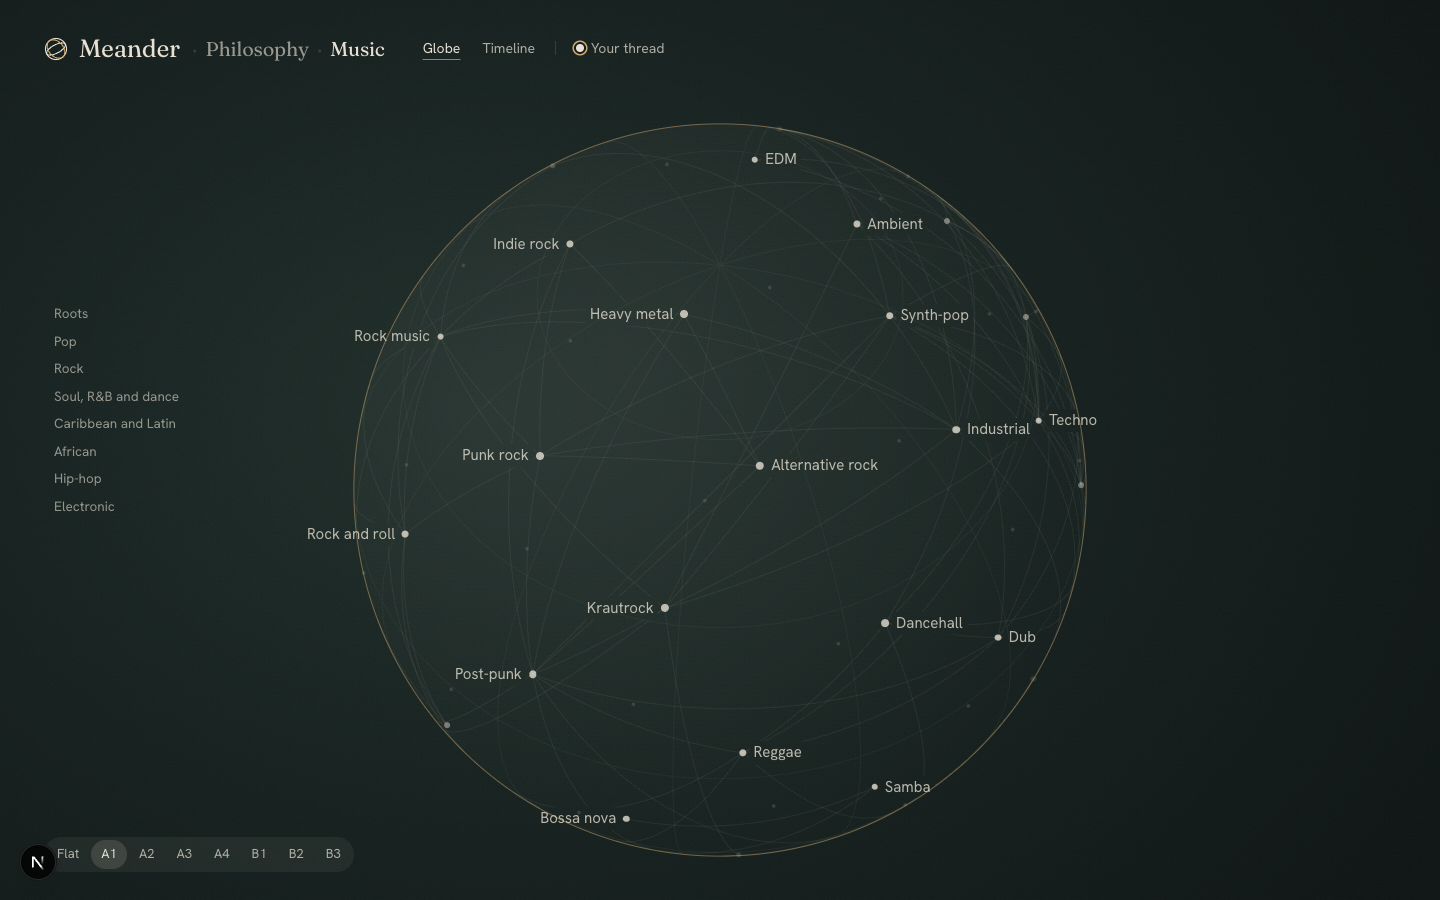 Meander · Philosophy · Music
Globe Timeline Your thread
EDM
Ambient
Indie rock
Heavy metal
Synth-pop
Roots
Rock music
Pop
Rock
Soul, R&B and dance
Caribbean and Latin
Techno
Industrial
African
Punk rock
Alternative rock
Hip-hop
Electronic
Rock and roll
Krautrock
Dancehall
Dub
Post-punk
Reggae
Samba
Bossa nova
N Flat A1 A2 A3 A4 B1 B2 B3